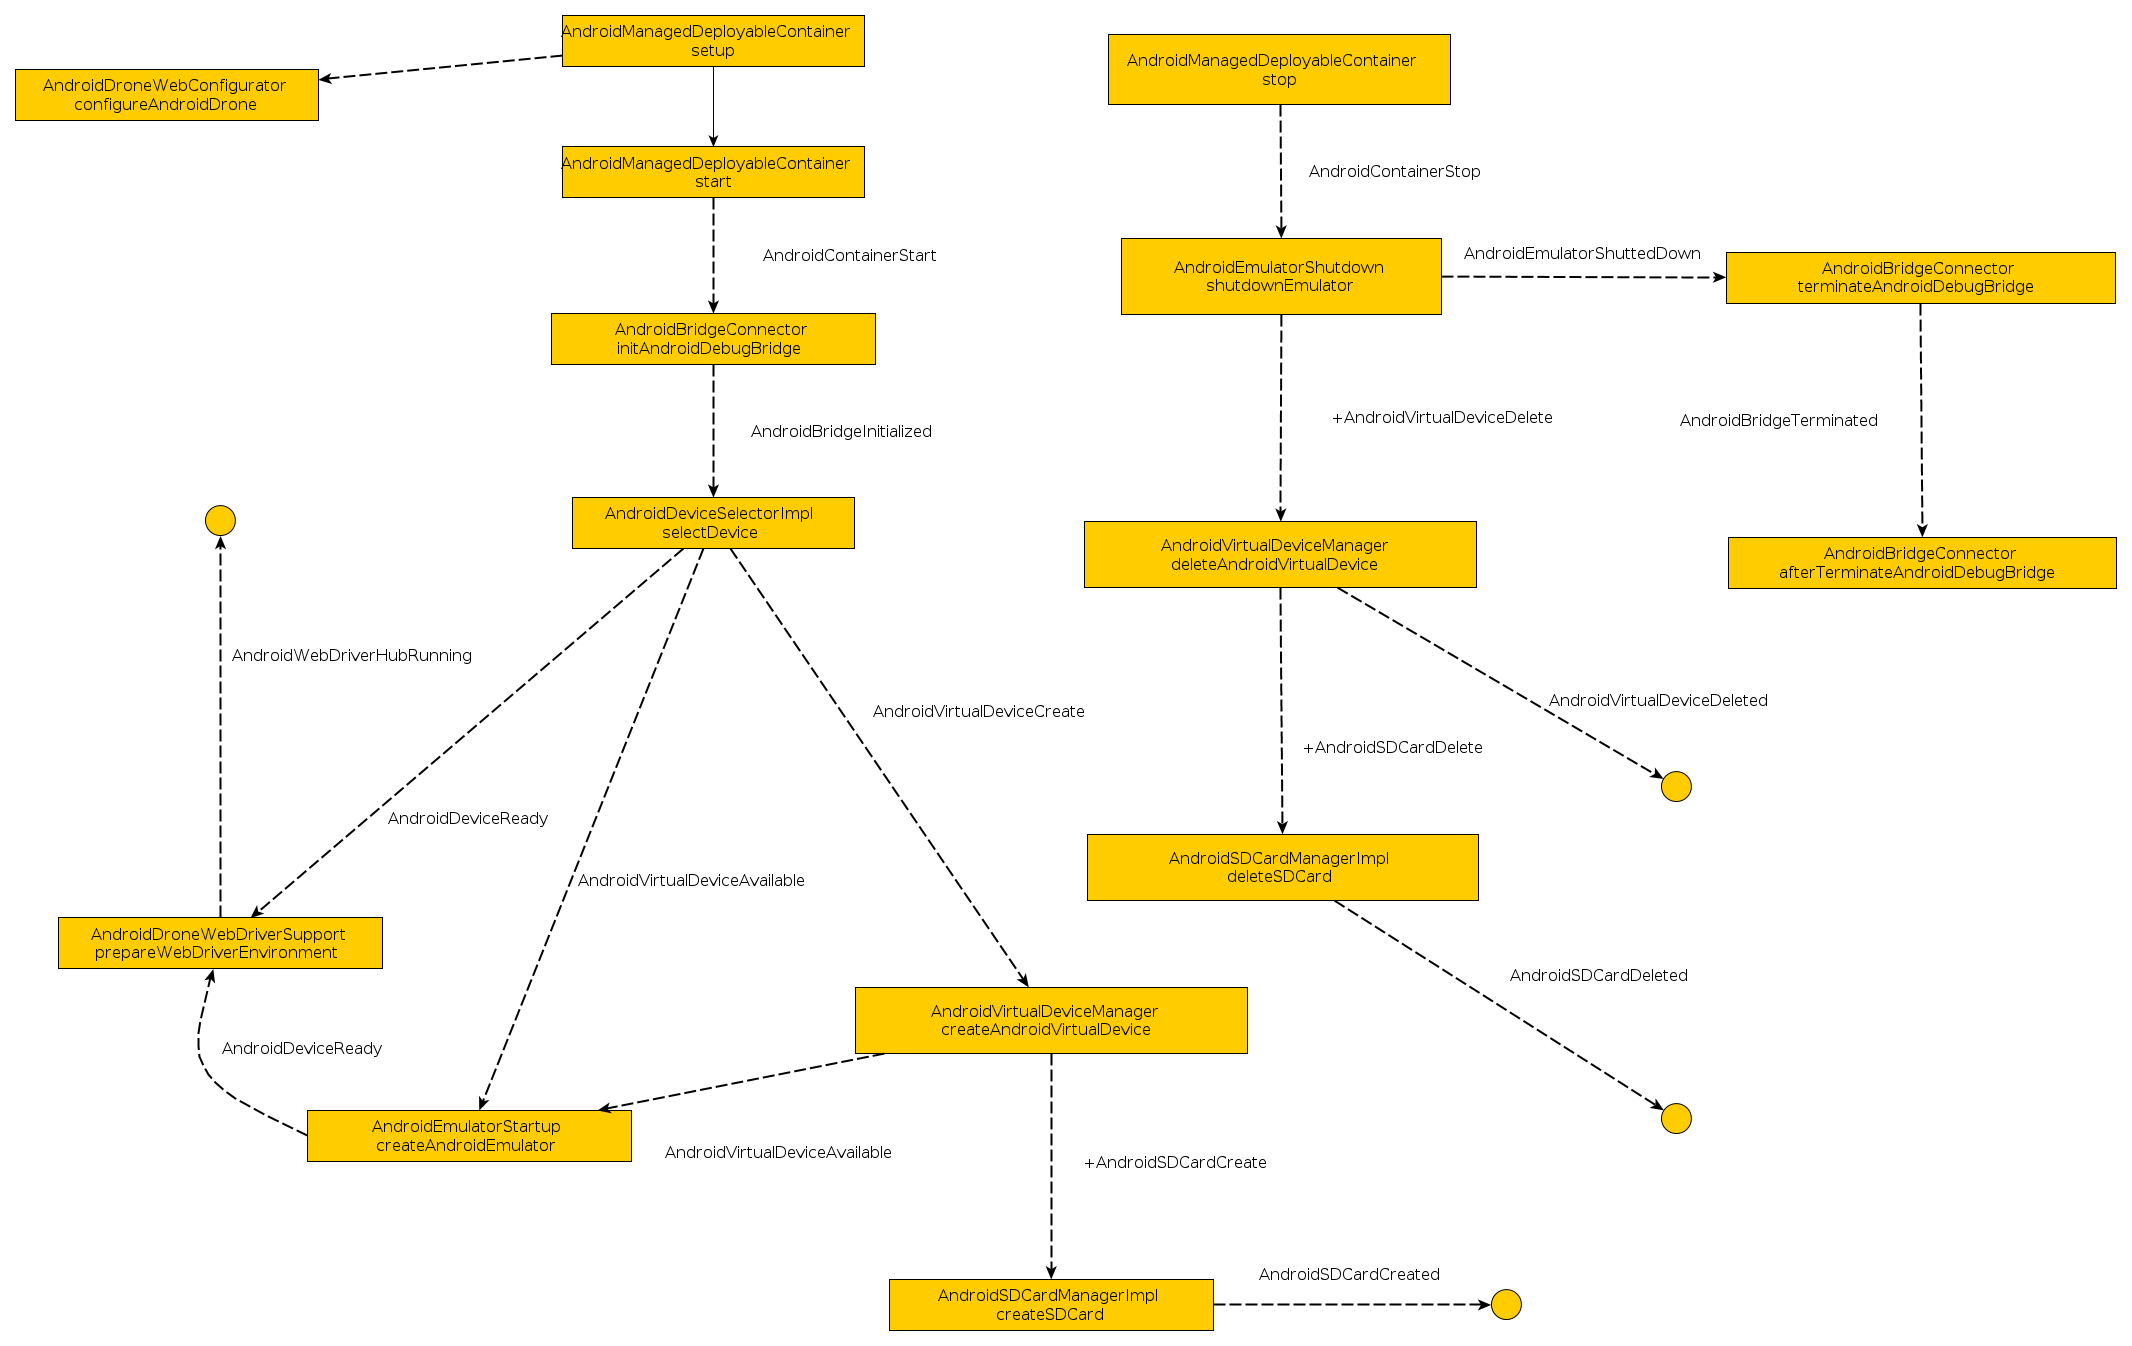 AndroidManagedDeployableContainer
setup
AndroidDroneWebConfigurator
configureAndroidDrone
AndroidManagedDeployableContainer
start
AndroidContainerStart
AndroidBridgeConnector
initAndroidDebugBridge
AndroidBridgeInitialized
AndroidDeviceSelectorImpl
selectDevice
AndroidWebDriverHubRunning
AndroidVirtualDeviceCreate
AndroidDeviceReady
AndroidVirtualDeviceAvailable
AndroidDroneWebDriverSupport
prepareWebDriverEnvironment
AndroidVirtualDeviceManager
createAndroidVirtualDevice
AndroidDeviceReady
AndroidEmulatorStartup
createAndroidEmulator
AndroidVirtualDeviceAvailable
+AndroidSDCardCreate
AndroidSDCardManagerImpl
createSDCard
AndroidSDCardCreated
AndroidManagedDeployableContainer
stop
AndroidContainerStop
AndroidEmulatorShutdown
shutdownEmulator
AndroidEmulatorShuttedDown
AndroidBridgeConnector
terminateAndroidDebugBridge
+AndroidVirtualDeviceDelete
AndroidBridgeTerminated
AndroidVirtualDeviceManager
deleteAndroidVirtualDevice
AndroidBridgeConnector
afterTerminateAndroidDebugBridge
AndroidVirtualDeviceDeleted
+AndroidSDCardDelete
AndroidSDCardManagerImpl
deleteSDCard
AndroidSDCardDeleted